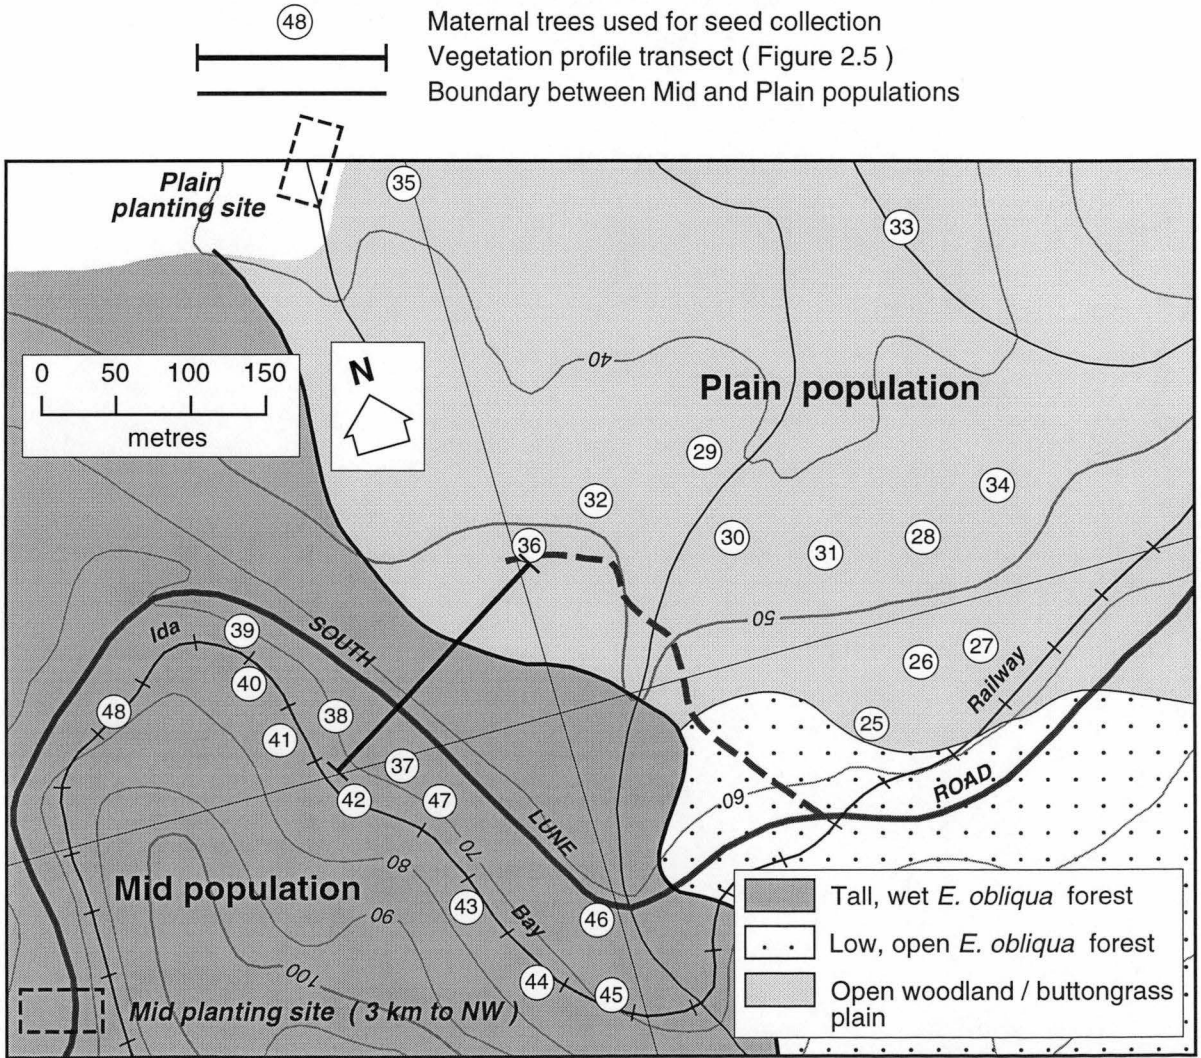 48 Maternal trees used for seed collection
Vegetation profile transect ( Figure 2.5 )
Boundary between Mid and Plain populations
Plain
planting site
35
33
0 50 100 150
metres
N
40
Plain population
29
32
34
36
30
31
28
50
Ida
39
SOUTH
40
26
27
Railway
48
38
41
25
37
42
47
60
ROAD
LUNE
70
80
Mid population
90
43
Bay
46
100
44
45
Mid planting site ( 3 km to NW )
Tall, wet E. obliqua forest
Low, open E. obliqua forest
Open woodland / buttongrass
plain